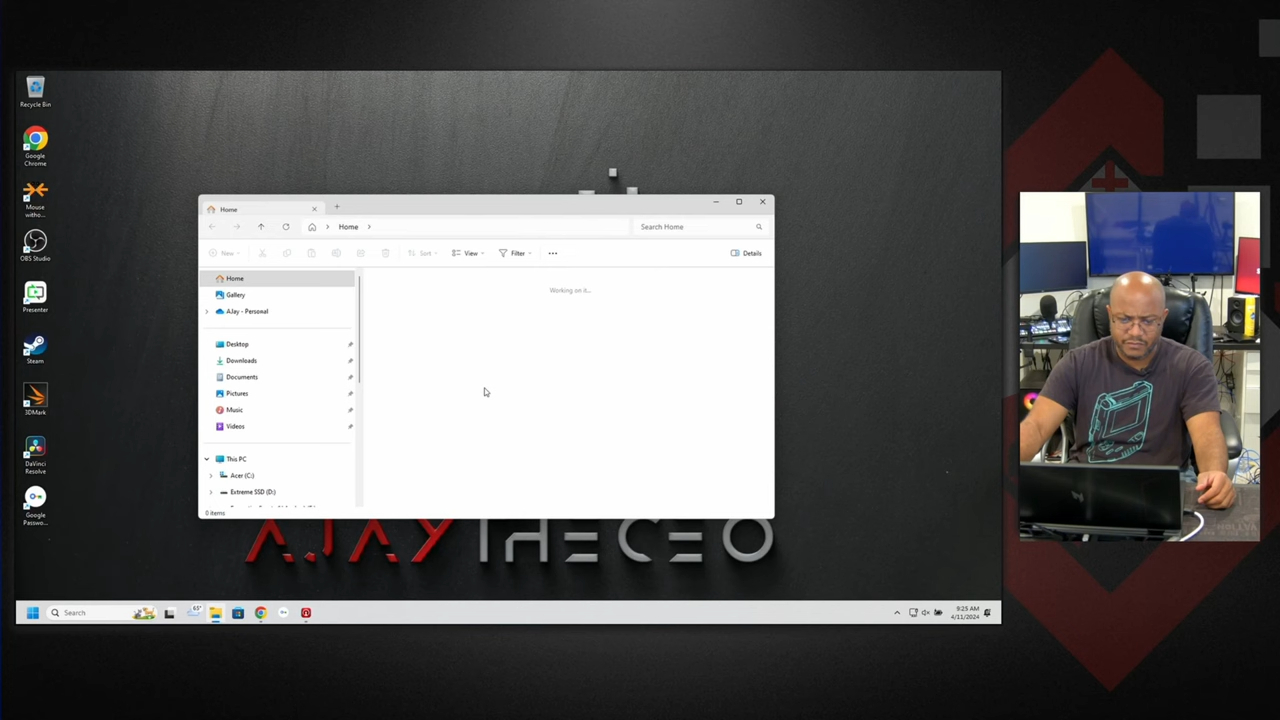 Recycle Bin
Google
Chrome
Mouse
witho...
OBS Studio
Presenter
Steam
3DMark
DaVinci
Resolve
Google
Passwo...
Home
Home
Search Home
New
Sort
View
Filter
Details
Home
Gallery
AJay - Personal
Desktop
Downloads
Documents
Pictures
Music
Videos
This PC
Acer (C:)
Extreme SSD (D:)
Working on it...
0 items
AJAYTHECEO
Search
65°
9:25 AM
4/11/2024